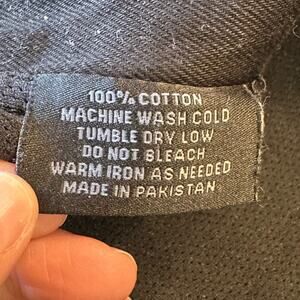 100% COTTON
MACHINE WASH COLD
TUMBLE DRY LOW
DO NOT BLEACH
WARM IRON AS NEEDED
MADE IN PAKISTAN